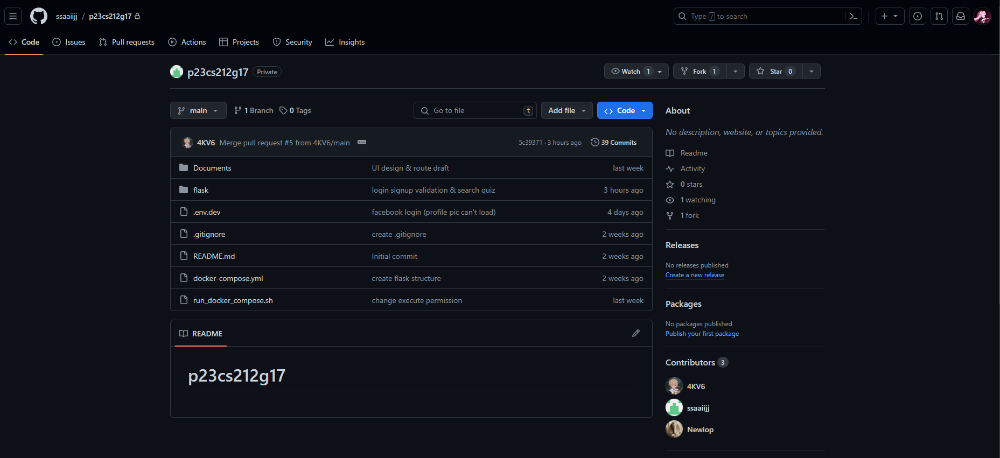 ssaaiijj / p23cs212g17
Type / to search
Code Issues Pull requests Actions Projects Security Insights
p23cs212g17 Private
Watch 1 Fork 1 Star 0
main 1 Branch 0 Tags
Go to file t Add file Code
4KV6 Merge pull request #5 from 4KV6/main 5c39371 · 3 hours ago 39 Commits
Documents UI design & route draft last week
flask login signup validation & search quiz 3 hours ago
.env.dev facebook login (profile pic can't load) 4 days ago
.gitignore create .gitignore 2 weeks ago
README.md Initial commit 2 weeks ago
docker-compose.yml create flask structure 2 weeks ago
run_docker_compose.sh change execute permission last week
README
p23cs212g17
About
No description, website, or topics provided.
Readme
Activity
0 stars
1 watching
1 fork
Releases
No releases published
Create a new release
Packages
No packages published
Publish your first package
Contributors 3
4KV6
ssaaiijj
Newiop